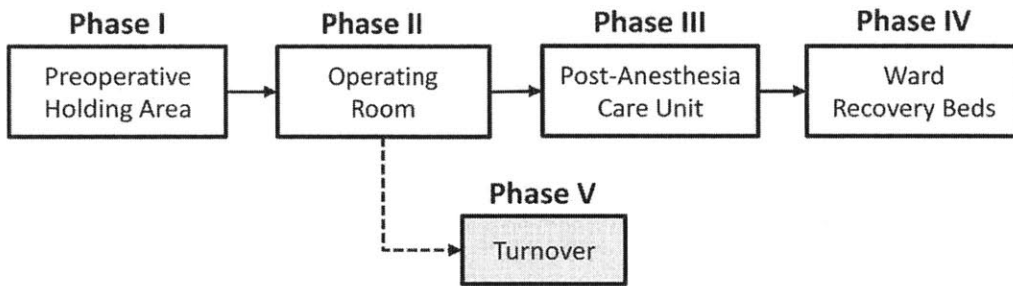 Phase I
Preoperative
Holding Area
Phase II
Operating
Room
Phase III
Post-Anesthesia
Care Unit
Phase IV
Ward
Recovery Beds
Phase V
Turnover